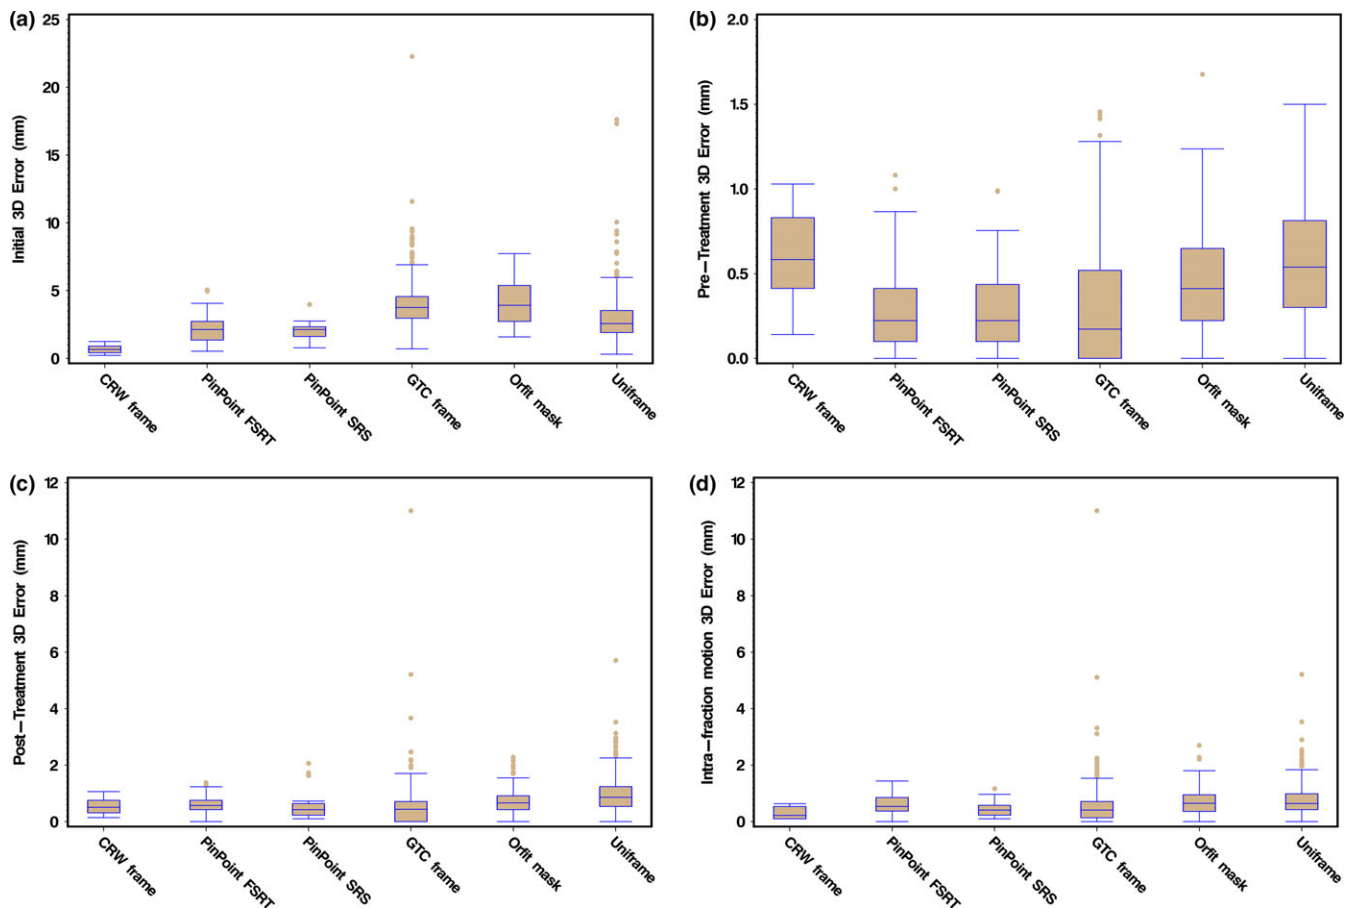 (a)
Initial 3D Error (mm)
25
20
15
10
5
0
CRW frame
PinPoint FSRT
PinPoint SRS
GTC frame
Orfit mask
Uniframe
(b)
Pre-Treatment 3D Error (mm)
2.0
1.5
1.0
0.5
0.0
CRW frame
PinPoint FSRT
PinPoint SRS
GTC frame
Orfit mask
Uniframe
(c)
Post-Treatment 3D Error (mm)
12
10
8
6
4
2
0
CRW frame
PinPoint FSRT
PinPoint SRS
GTC frame
Orfit mask
Uniframe
(d)
Intra-fraction motion 3D Error (mm)
12
10
8
6
4
2
0
CRW frame
PinPoint FSRT
PinPoint SRS
GTC frame
Orfit mask
Uniframe